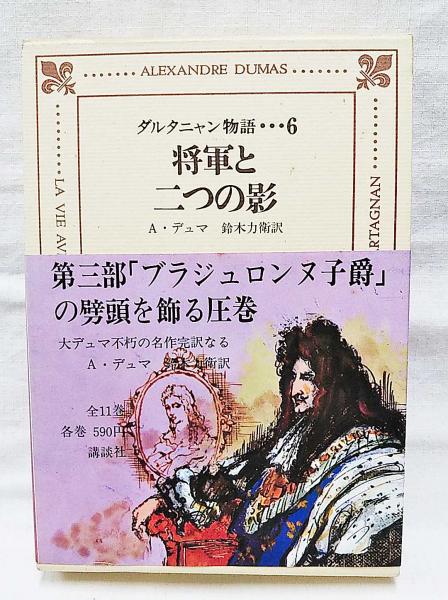 ALEXANDRE DUMAS
LA VIE AV
ARTAGNAN
ダルタニャン物語・・・6
将軍と
二つの影
A・デュマ 鈴木力衛訳
第三部「ブラジュロンヌ子爵」
の劈頭を飾る圧巻
大デュマ不朽の名作完訳なる
A・デュマ 鈴木力衛訳
全11巻
各巻 590円
講談社